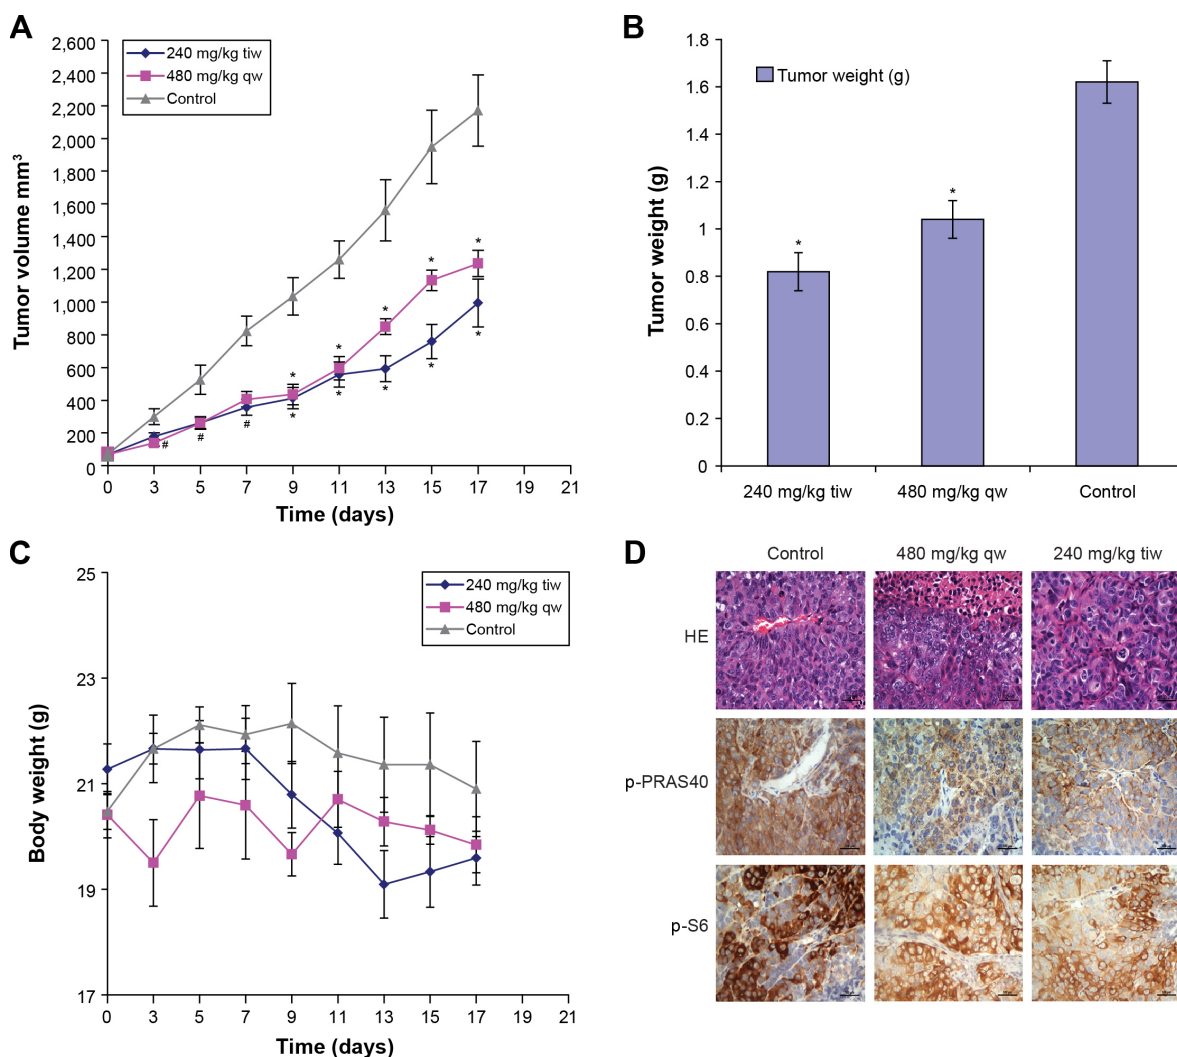 A
2,600
2,400
2,200
2,000
1,800
1,600
1,400
1,200
1,000
800
600
400
200
0
Tumor volume mm³
240 mg/kg tiw
480 mg/kg qw
Control
* * * * *
* * * * *
# # #
0 3 5 7 9 11 13 15 17 19 21
Time (days)
B
1.8
1.6
1.4
1.2
1
0.8
0.6
0.4
0.2
0
Tumor weight (g)
Tumor weight (g)
* *
240 mg/kg tiw 480 mg/kg qw Control
C
25
23
21
19
17
Body weight (g)
240 mg/kg tiw
480 mg/kg qw
Control
0 3 5 7 9 11 13 15 17 19 21
Time (days)
D
Control 480 mg/kg qw 240 mg/kg tiw
HE
p-PRAS40
p-S6